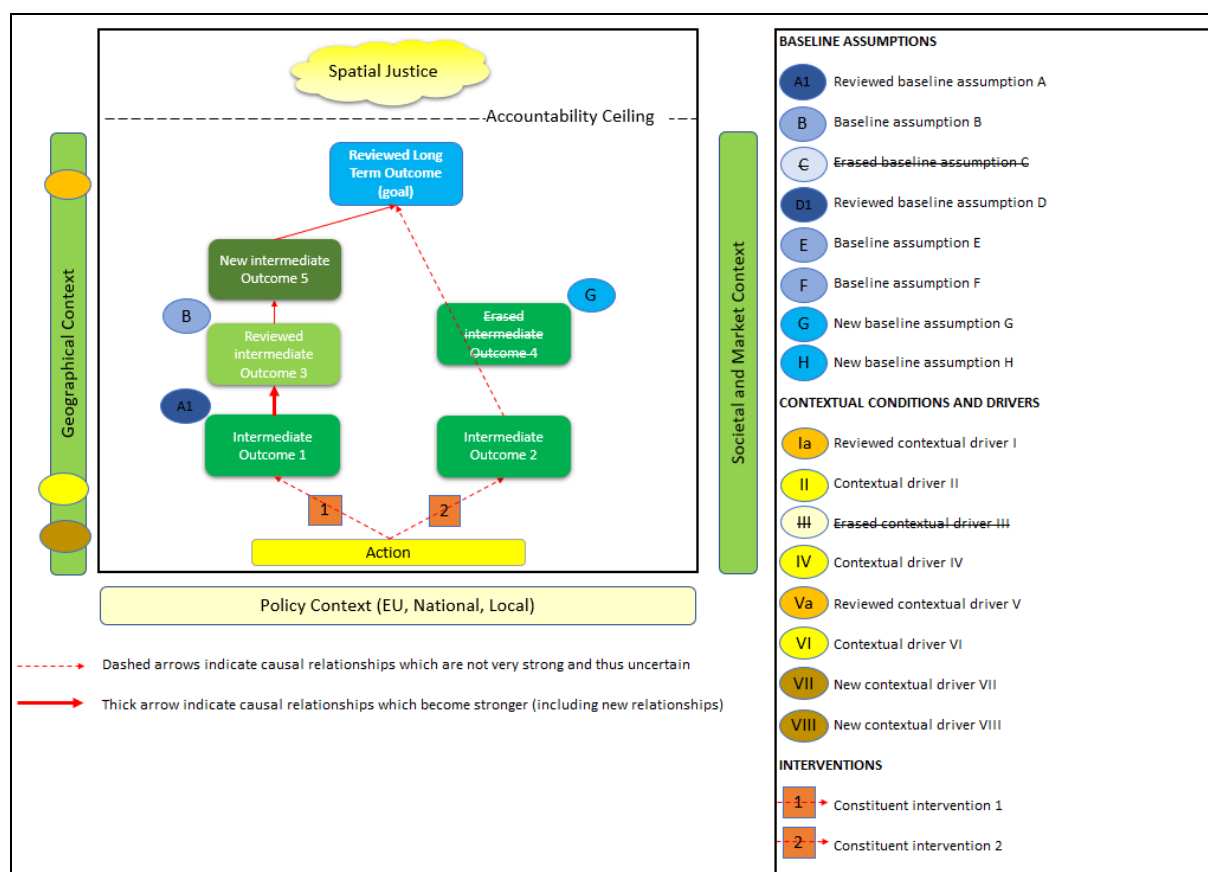 Spatial Justice
Accountability Ceiling
Reviewed Long
Term Outcome
(goal)
New intermediate
Outcome 5
B
Reviewed
intermediate
Outcome 3
G
Erased
intermediate
Outcome 4
A1
Intermediate
Outcome 1
Intermediate
Outcome 2
1
2
Action
Geographical Context
Societal and Market Context
Policy Context (EU, National, Local)
Dashed arrows indicate causal relationships which are not very strong and thus uncertain
Thick arrow indicate causal relationships which become stronger (including new relationships)
BASELINE ASSUMPTIONS
A1 Reviewed baseline assumption A
B Baseline assumption B
C Erased baseline assumption C
D1 Reviewed baseline assumption D
E Baseline assumption E
F Baseline assumption F
G New baseline assumption G
H New baseline assumption H
CONTEXTUAL CONDITIONS AND DRIVERS
Ia Reviewed contextual driver I
II Contextual driver II
III Erased contextual driver III
IV Contextual driver IV
Va Reviewed contextual driver V
VI Contextual driver VI
VII New contextual driver VII
VIII New contextual driver VIII
INTERVENTIONS
1 Constituent intervention 1
2 Constituent intervention 2